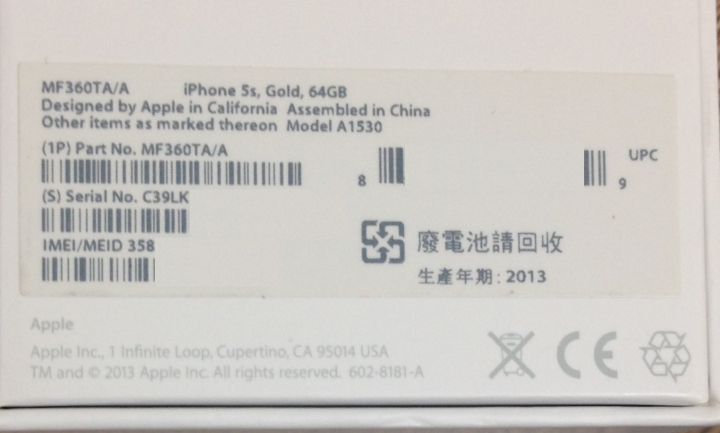 MF360TA/A iPhone 5s, Gold, 64GB
Designed by Apple in California Assembled in China
Other items as marked thereon Model A1530
(1P) Part No. MF360TA/A
8 9 UPC
(S) Serial No. C39LK
IMEI/MEID 358
廢電池請回收
生產年期: 2013
Apple
Apple Inc., 1 Infinite Loop, Cupertino, CA 95014 USA
TM and © 2013 Apple Inc. All rights reserved. 602-8181-A
CE